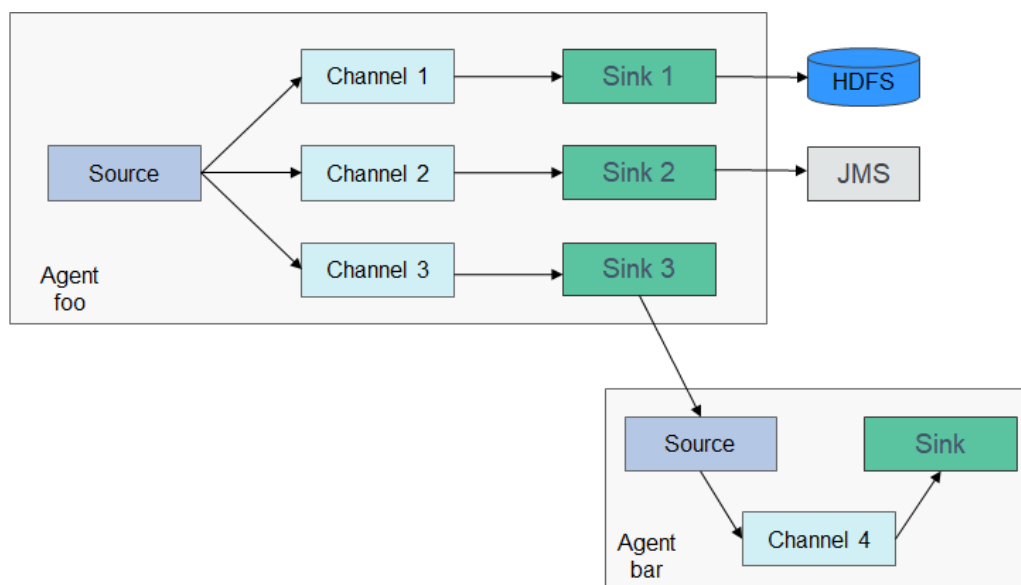 Channel 1
Sink 1
HDFS
Source
Channel 2
Sink 2
JMS
Channel 3
Sink 3
Agent
foo
Source
Sink
Channel 4
Agent
bar